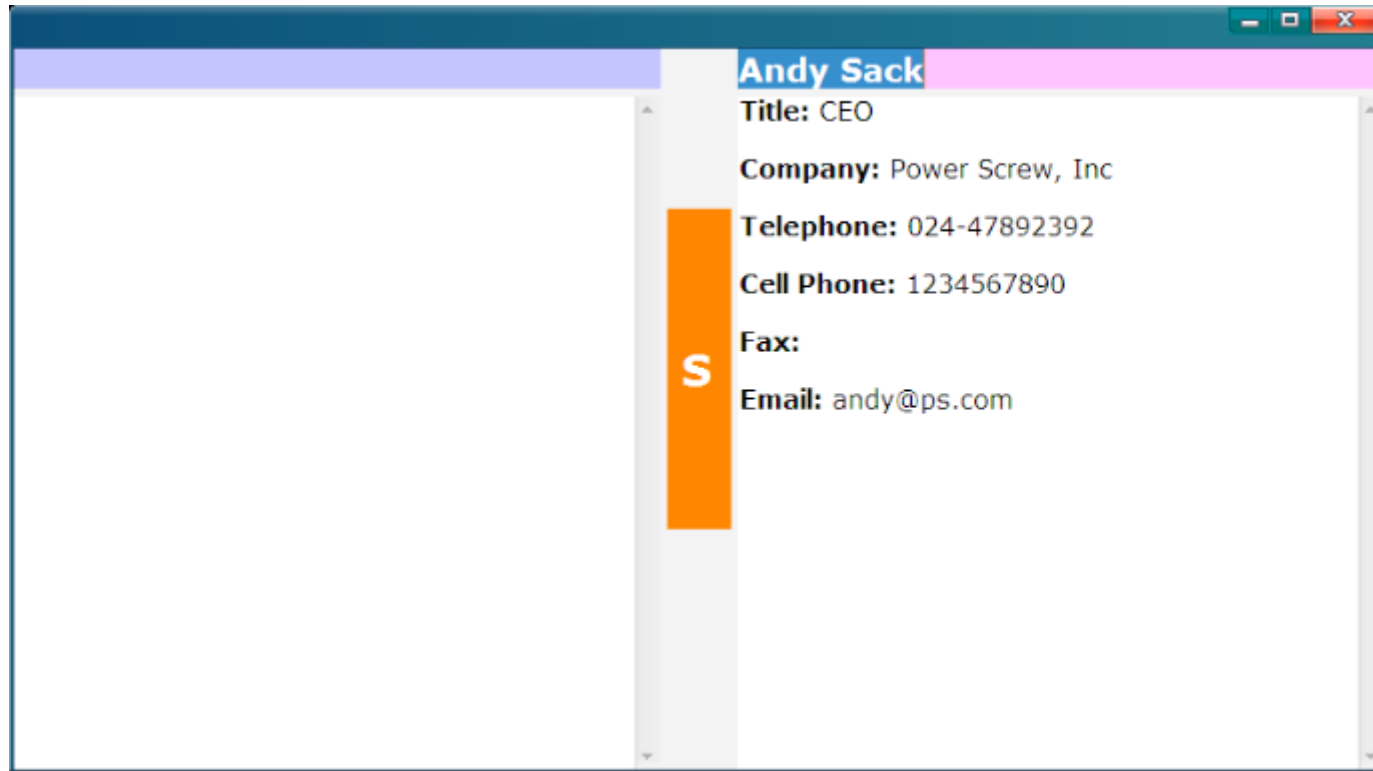 Andy Sack
Title: CEO
Company: Power Screw, Inc
Telephone: 024-47892392
Cell Phone: 1234567890
Fax:
Email: andy@ps.com
S